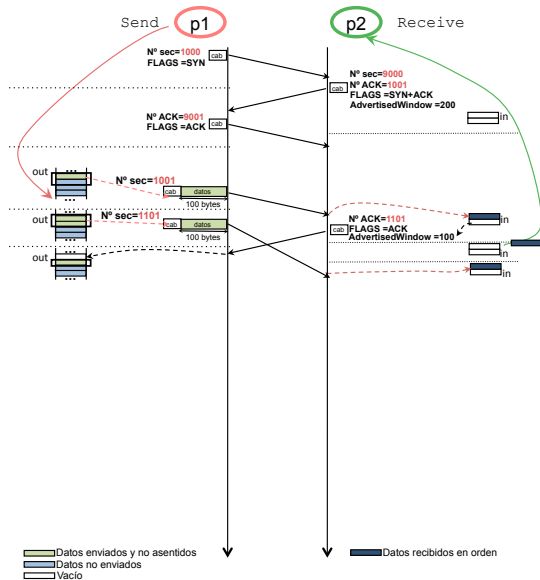 Send p1 p2 Receive
Nº sec=1000
FLAGS =SYN
cab
Nº sec=9000
Nº ACK=1001
FLAGS =SYN+ACK
AdvertisedWindow =200
cab
in
Nº ACK=9001
FLAGS =ACK
cab
out
...
...
Nº sec=1001
cab datos
100 bytes
out
...
...
Nº sec=1101
cab datos
100 bytes
Nº ACK=1101
FLAGS =ACK
AdvertisedWindow =100
cab
in
out
...
...
in
in
Datos enviados y no asentidos
Datos no enviados
Vacío
Datos recibidos en orden